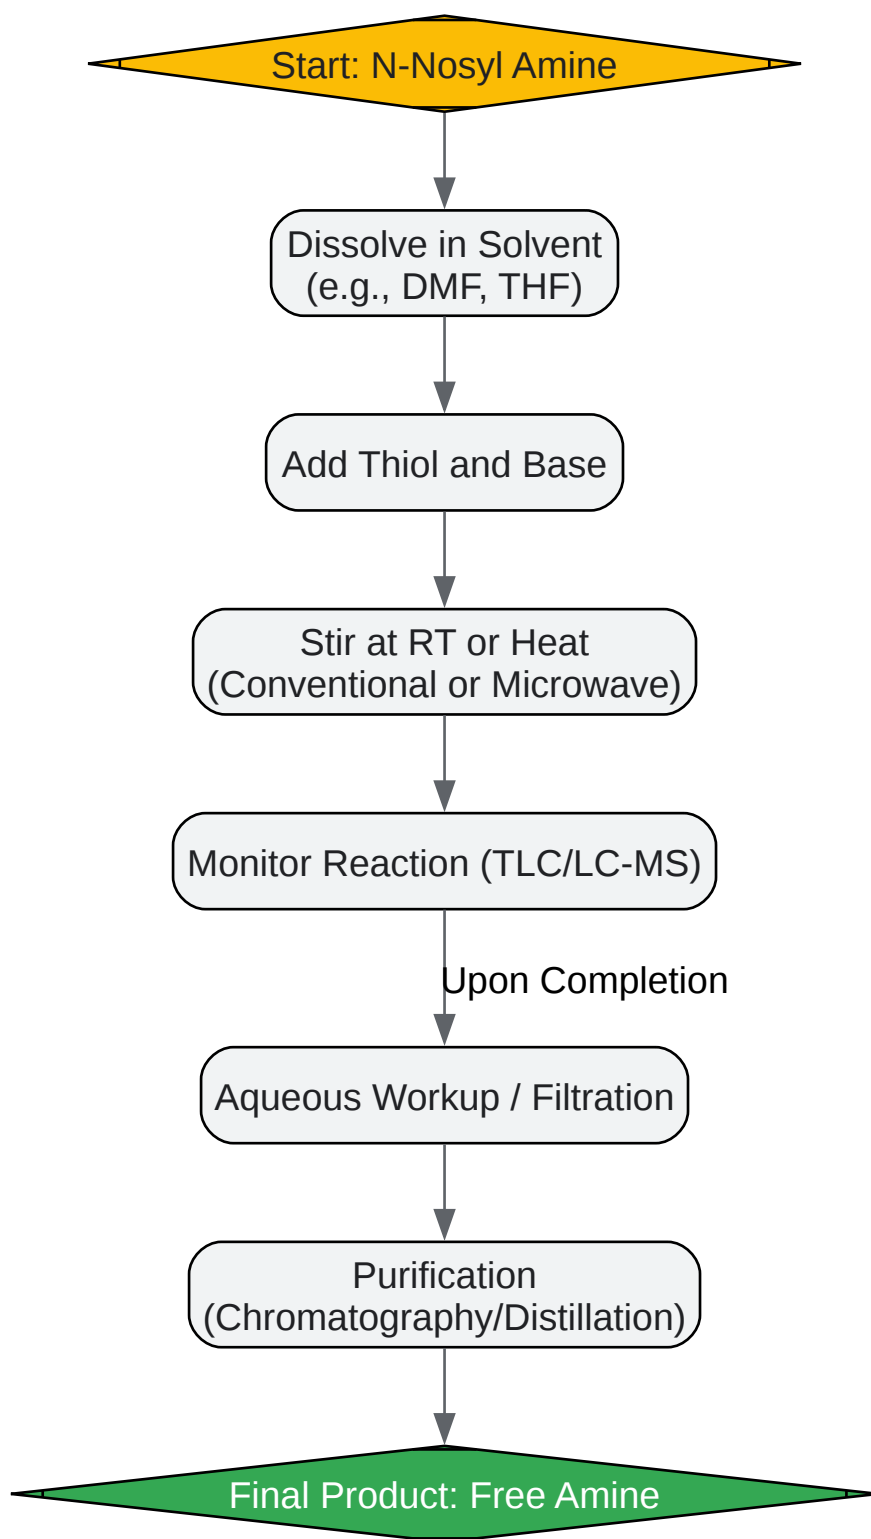 Start: N-Nosyl Amine
Dissolve in Solvent
(e.g., DMF, THF)
Add Thiol and Base
Stir at RT or Heat
(Conventional or Microwave)
Monitor Reaction (TLC/LC-MS)
Upon Completion
Aqueous Workup / Filtration
Purification
(Chromatography/Distillation)
Final Product: Free Amine